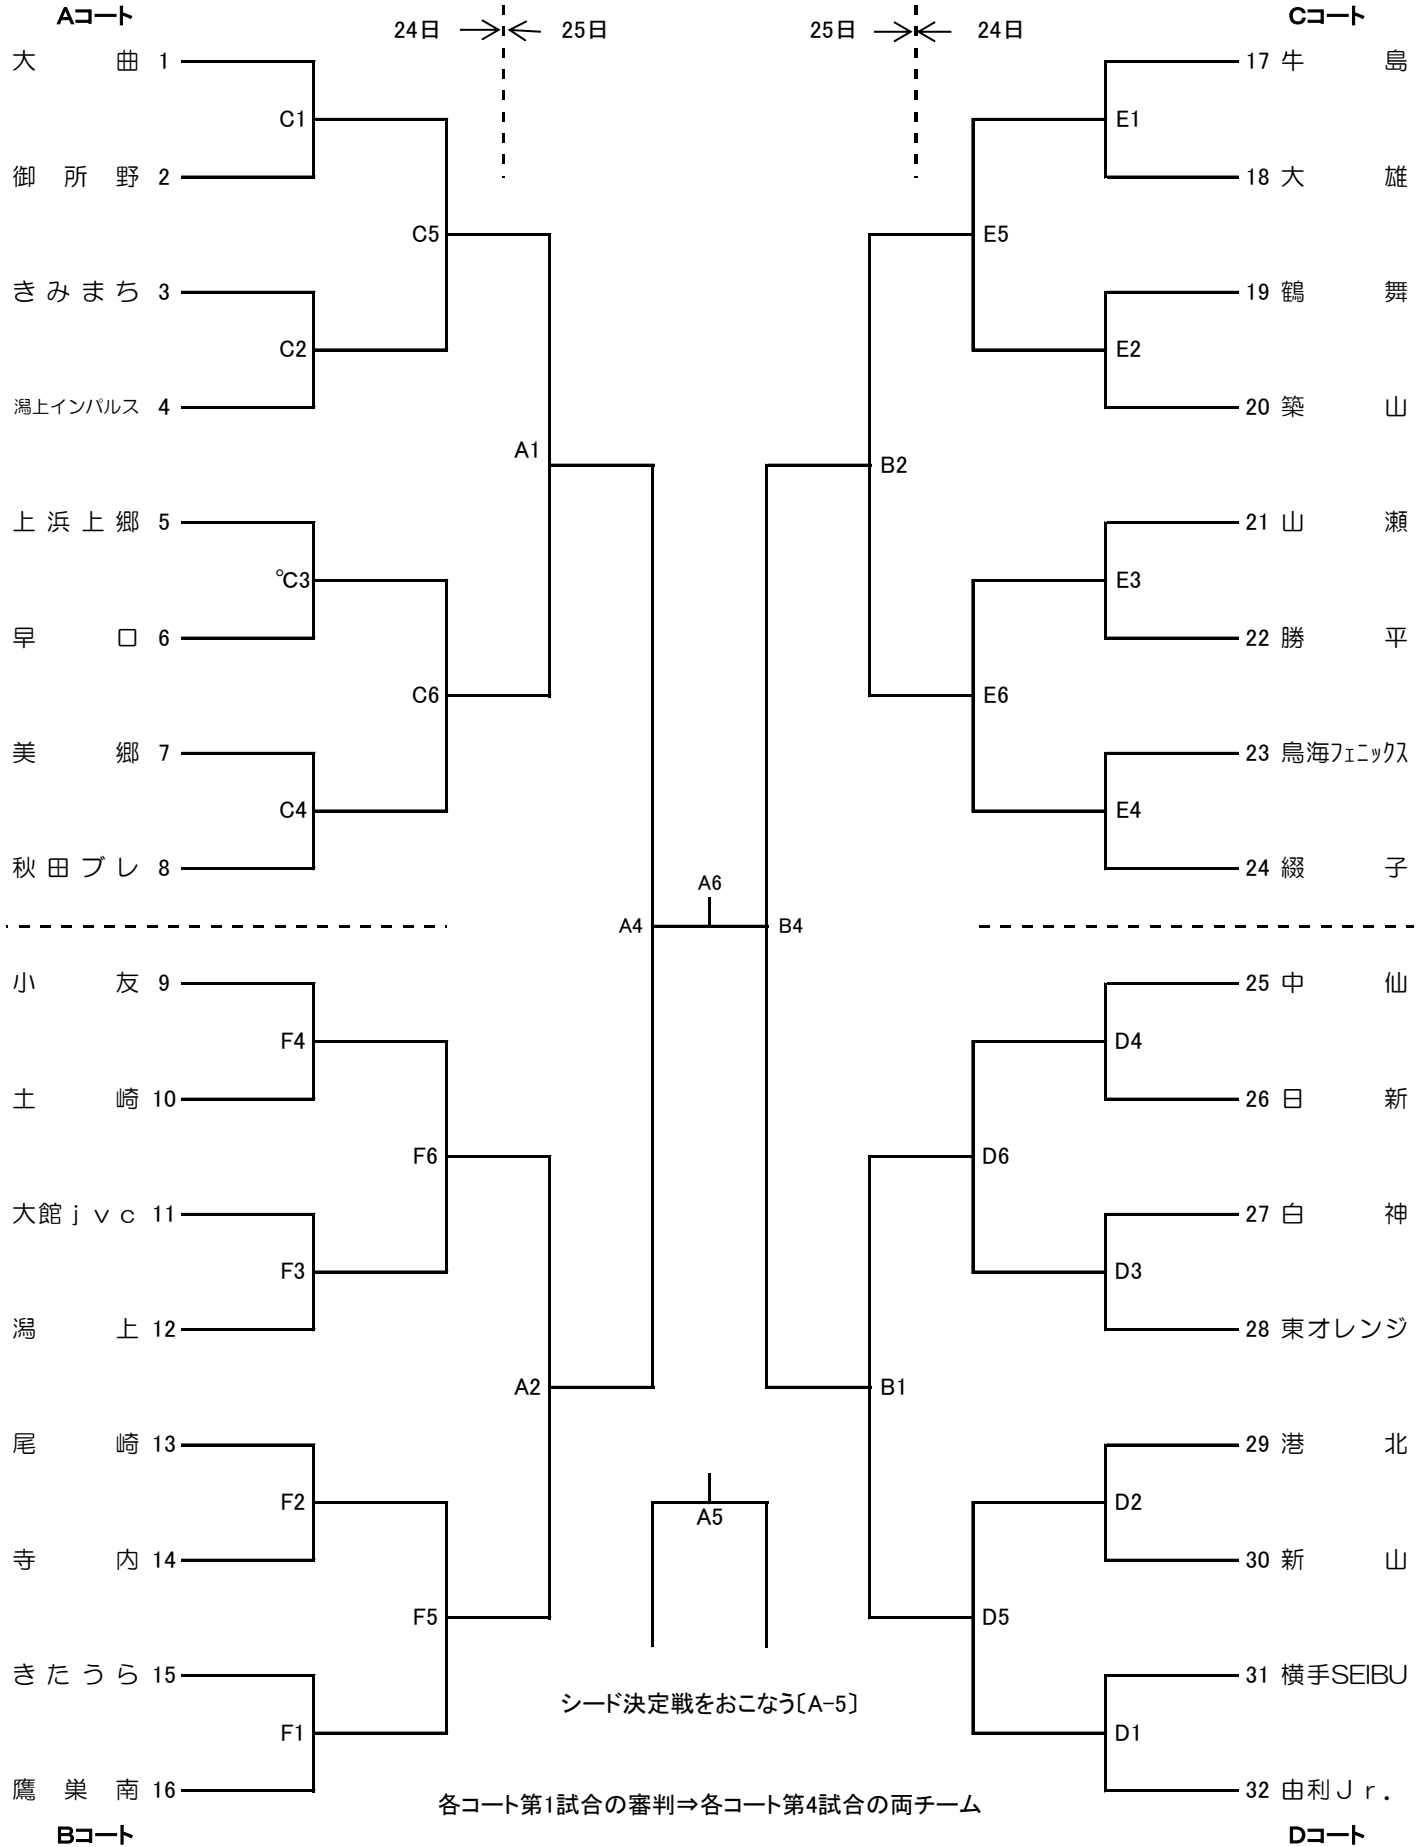 Aコート Cコート
24日 25日 25日 24日
大曲 1 17 牛島
C1 E1
御所野 2 18 大雄
C5 E5
きみまち 3 19 鶴舞
C2 E2
潟上インパルス 4 20 築山
A1
B2
上浜上郷 5 21 山瀬
℃3 E3
早口 6 22 勝平
C6 E6
美郷 7 23 鳥海フェニックス
C4 E4
秋田ブレ 8 24 綴子
A6
A4 B4
小友 9 25 中仙
F4 D4
土崎 10 26 日新
F6 D6
大館jvc 11 27 白神
F3 D3
潟上 12 28 東オレンジ
A2 B1
尾崎 13 29 港北
F2 D2
A5
寺内 14 30 新山
F5 D5
きたうら 15 31 横手SEIBU
シード決定戦をおこなう〔A-5〕
F1 D1
鷹巣南 16 32 由利Jr.
各コート第1試合の審判⇒各コート第4試合の両チーム
Bコート Dコート